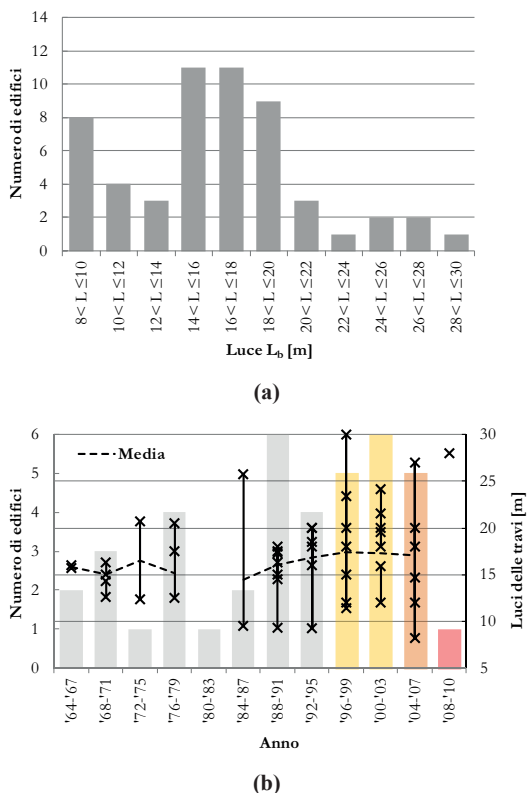 14
12
10
8
6
4
2
0
Numero di edifici
8< L ≤10
10< L ≤12
12< L ≤14
14< L ≤16
16< L ≤18
18< L ≤20
20< L ≤22
22< L ≤24
24< L ≤26
26< L ≤28
28< L ≤30
Luce Lb [m]
(a)
6
5
4
3
2
1
0
Numero di edifici
Media
30
25
20
15
10
5
Luci delle travi [m]
'64-'67
'68-'71
'72-'75
'76-'79
'80-'83
'84-'87
'88-'91
'92-'95
'96-'99
'00-'03
'04-'07
'08-'10
Anno
(b)